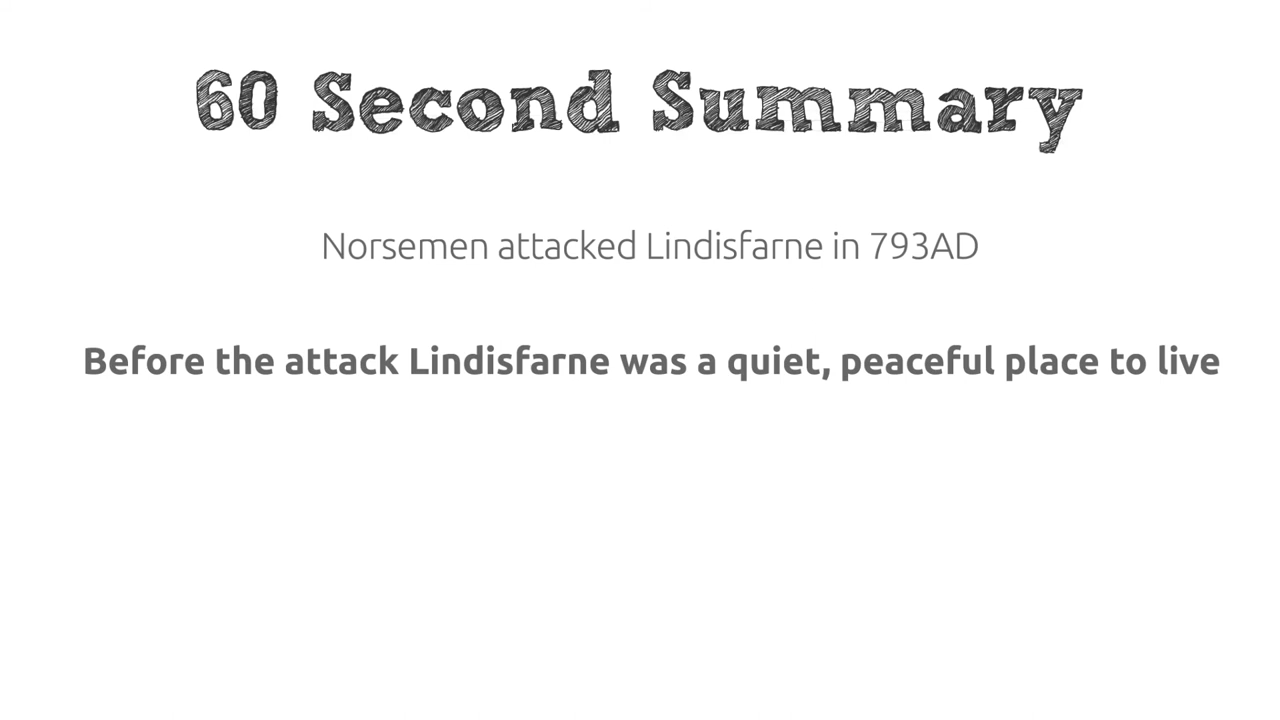 60 Second Summary
Norsemen attacked Lindisfarne in 793AD
Before the attack Lindisfarne was a quiet, peaceful place to live